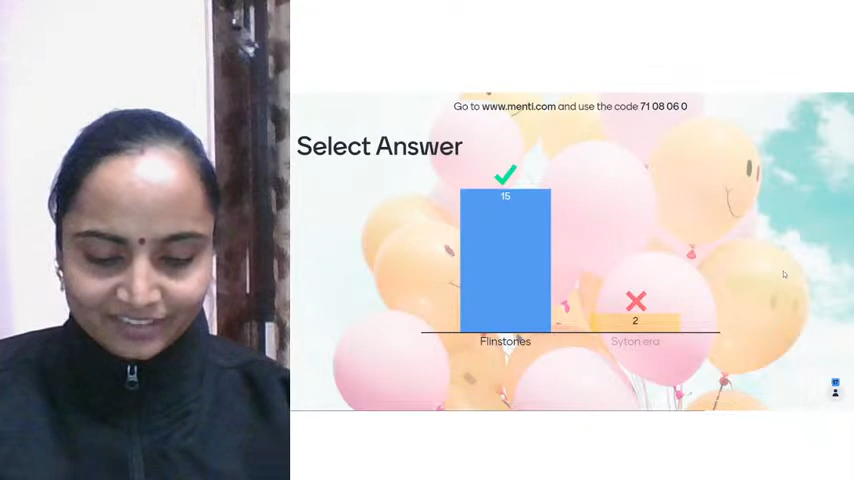 Go to www.menti.com and use the code 71 08 06 0
Select Answer
15
2
Flinstones
Syton era
17